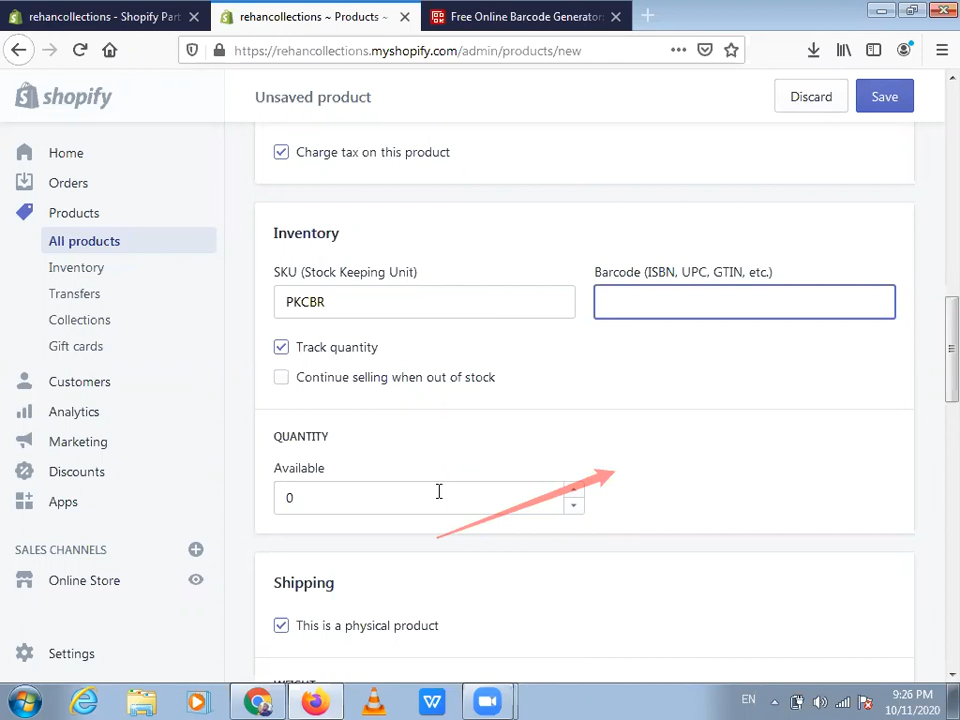 rehancollections - Shopify Part
rehancollections ~ Products ~
Free Online Barcode Generator
https://rehancollections.myshopify.com/admin/products/new
shopify
Unsaved product
Discard
Save
Home
Orders
Products
All products
Inventory
Transfers
Collections
Gift cards
Customers
Analytics
Marketing
Discounts
Apps
SALES CHANNELS
Online Store
Settings
Charge tax on this product
Inventory
SKU (Stock Keeping Unit)
Barcode (ISBN, UPC, GTIN, etc.)
PKCBR
Track quantity
Continue selling when out of stock
QUANTITY
Available
0
Shipping
This is a physical product
WEIGHT
EN
9:26 PM
10/11/2020